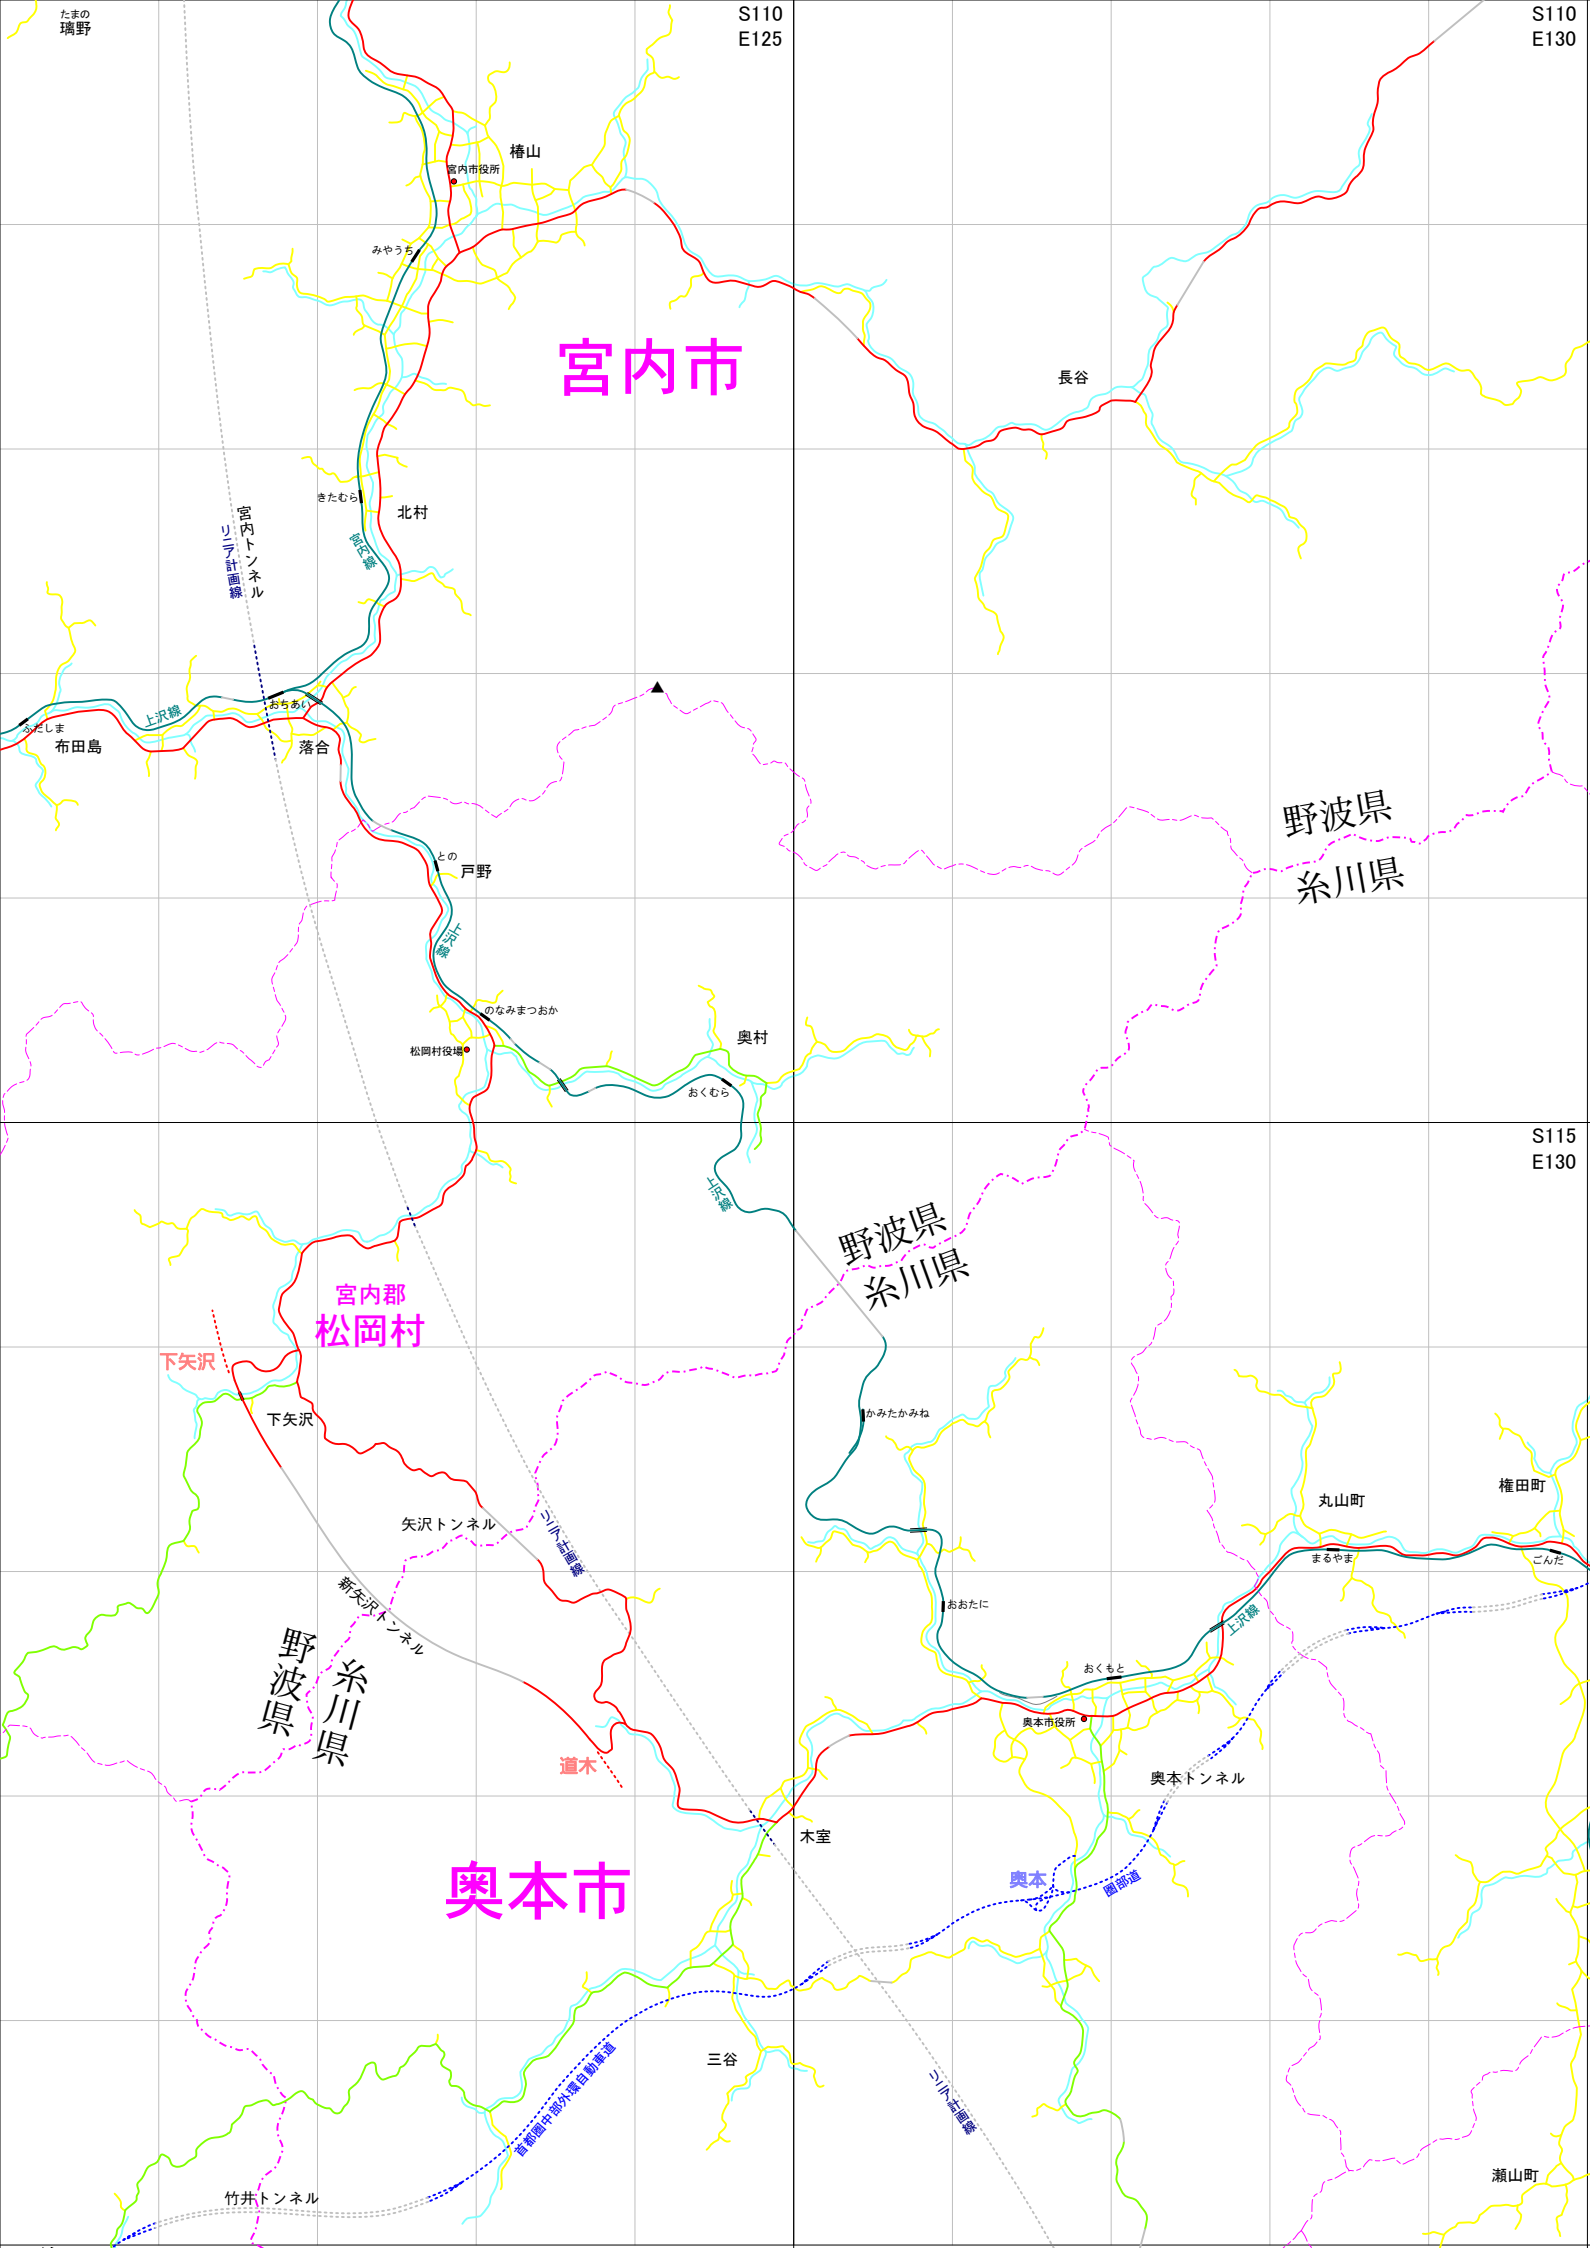 たまの
璃野
S110
E125
S110
E130
椿山
宮内市役所
みやうち
宮内市
長谷
きたむら
北村
宮内線
宮内トンネル
リニア計画線
上沢線
おちあい
ふだしま
布田島
落合
野波県
糸川県
との
戸野
上沢線
のなみまつおか
松岡村役場
奥村
おくむら
S115
E130
上沢線
野波県
糸川県
宮内郡
松岡村
下矢沢
下矢沢
かみたかみね
矢沢トンネル
リニア計画線
丸山町
権田町
まるやま
ごんだ
新矢沢トンネル
おおたに
上沢線
野波県
糸川県
おくもと
奥本市役所
道木
奥本トンネル
木室
奥本市
奥本
圏部道
三谷
首都圏中部外環自動車道
リニア計画線
竹井トンネル
瀬山町